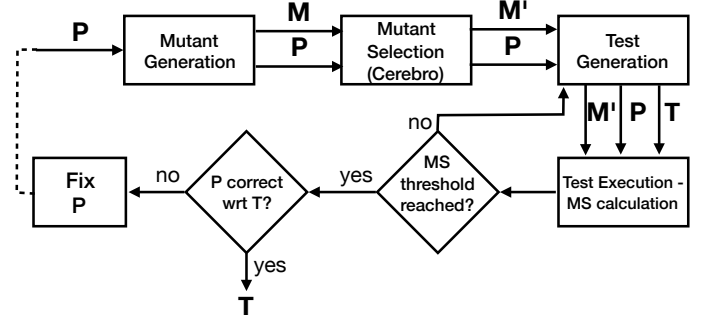 P
Mutant
Generation
M
P
Mutant
Selection
(Cerebro)
M'
P
Test
Generation
M' P T
Test Execution -
MS calculation
no
MS
threshold
reached?
yes
P correct
wrt T?
no
Fix
P
yes
T